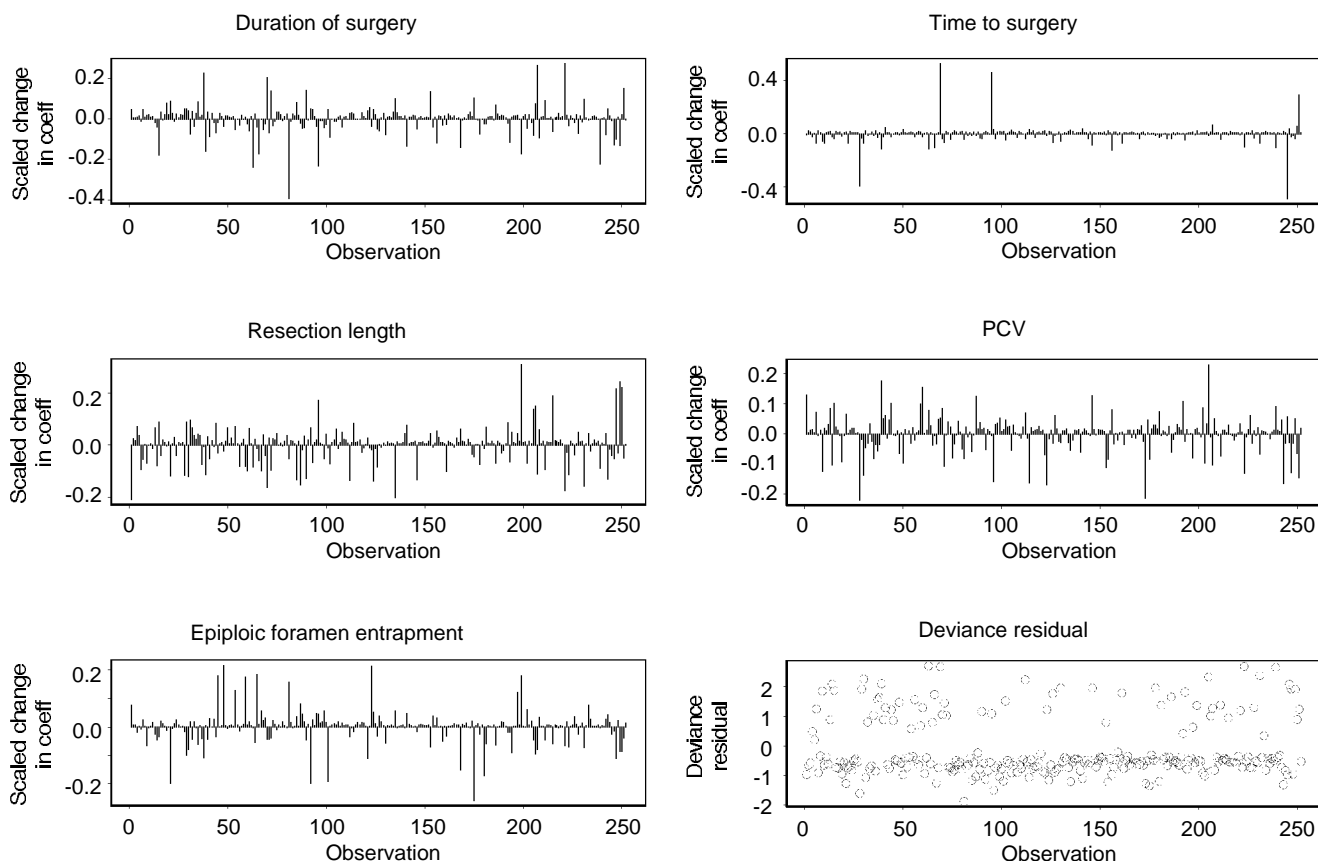 Duration of surgery
Scaled change
in coeff
0.2
0.0
-0.2
-0.4
0 50 100 150 200 250
Observation
Time to surgery
Scaled change
in coeff
0.4
0.0
-0.4
0 50 100 150 200 250
Observation
Resection length
Scaled change
in coeff
0.2
0.0
-0.2
0 50 100 150 200 250
Observation
PCV
Scaled change
in coeff
0.2
0.1
0.0
-0.1
-0.2
0 50 100 150 200 250
Observation
Epiploic foramen entrapment
Scaled change
in coeff
0.2
0.0
-0.2
0 50 100 150 200 250
Observation
Deviance residual
Deviance
residual
2
1
0
-1
-2
0 50 100 150 200 250
Observation